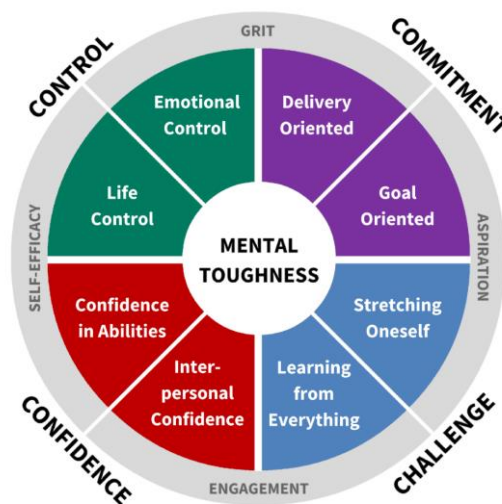 GRIT
CONTROL
COMMITMENT
Emotional
Control
Delivery
Oriented
Life
Control
Goal
Oriented
SELF-EFFICACY
MENTAL
TOUGHNESS
ASPIRATION
Confidence
in Abilities
Stretching
Oneself
Inter-
personal
Confidence
Learning
from
Everything
CONFIDENCE
CHALLENGE
ENGAGEMENT